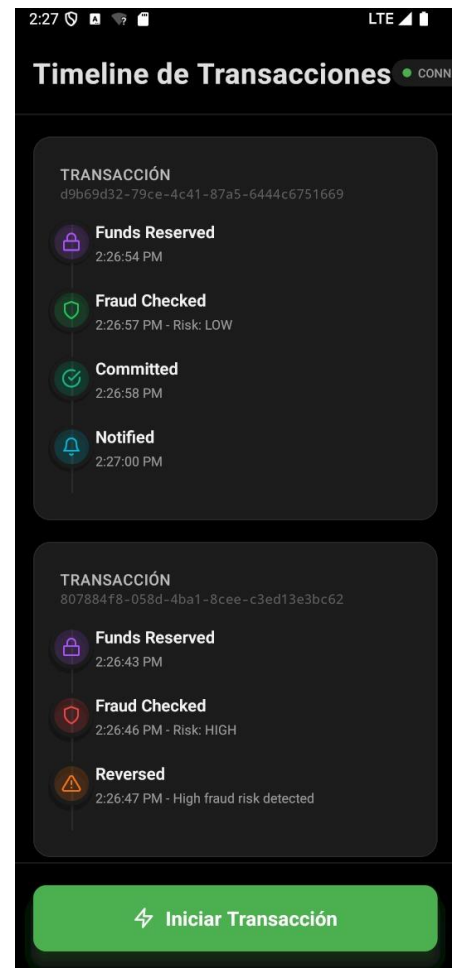 2:27
LTE
Timeline de Transacciones
CONN
TRANSACCIÓN
d9b69d32-79ce-4c41-87a5-6444c6751669
Funds Reserved
2:26:54 PM
Fraud Checked
2:26:57 PM - Risk: LOW
Committed
2:26:58 PM
Notified
2:27:00 PM
TRANSACCIÓN
807884f8-058d-4ba1-8cee-c3ed13e3bc62
Funds Reserved
2:26:43 PM
Fraud Checked
2:26:46 PM - Risk: HIGH
Reversed
2:26:47 PM - High fraud risk detected
Iniciar Transacción